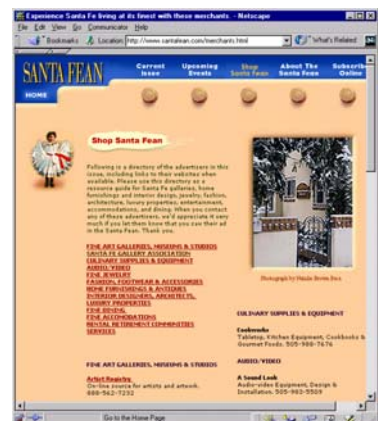 Experience Santa Fe living at its finest with these merchants. - Netscape
File Edit View Go Communicator Help
Bookmarks Location: http://www.santafean.com/merchants.html What's Related
SANTA FEAN
Current Issue
Upcoming Events
Shop Santa Fean
About The Santa Fean
Subscribe Online
HOME
Shop Santa Fean
Following is a directory of the advertisers in this
issue, including links to their websites when
available. Please use this directory as a
resource guide for Santa Fe galleries, home
furnishings and interior design, jewelry, fashion,
architecture, luxury properties, entertainment,
accommodations, and dining. When you contact
any of these advertisers, we'd appreciate it very
much if you let them know that you saw their ad
in the Santa Fean. Thank you.
FINE ART GALLERIES, MUSEUMS & STUDIOS
SANTA FE GALLERY ASSOCIATION
CULINARY SUPPLIES & EQUIPMENT
AUDIO/VIDEO
FINE JEWELRY
FASHION, FOOTWEAR & ACCESSORIES
HOME FURNISHINGS & ANTIQUES
INTERIOR DESIGNERS, ARCHITECTS,
LUXURY PROPERTIES
FINE DINING
FINE ACCOMODATIONS
RENTAL RETIREMENT COMMUNITIES
SERVICES
FINE ART GALLERIES, MUSEUMS & STUDIOS
Artist Registry
On-line source for artists and artwork.
888-562-7232
Photograph by
CULINARY SUPPLIES & EQUIPMENT
Cookworks
Tabletop, Kitchen Equipment, Cookbooks &
Gourmet Foods. 505-988-7676
AUDIO/VIDEO
A Sound Look
Audio-video Equipment, Design &
Installation. 505-983-5509
Go to the Home Page